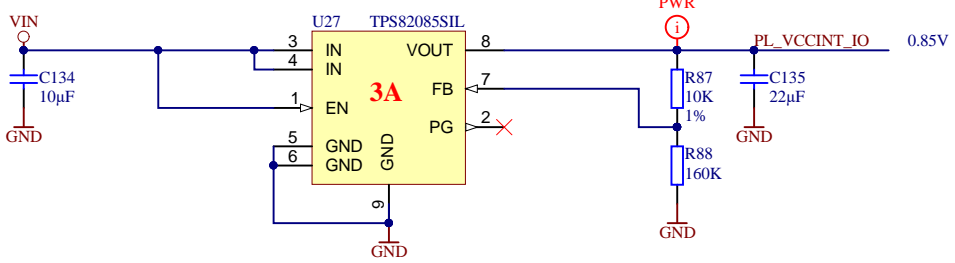 PWR
i
VIN
U27 TPS82085SIL
PL_VCCINT_IO 0.85V
3 IN
4 IN
1 EN
5 GND
6 GND
GND
9
3A
VOUT 8
FB 7
PG 2
C134
10µF
GND
R87
10K
1%
C135
22µF
GND
R88
160K
GND
GND